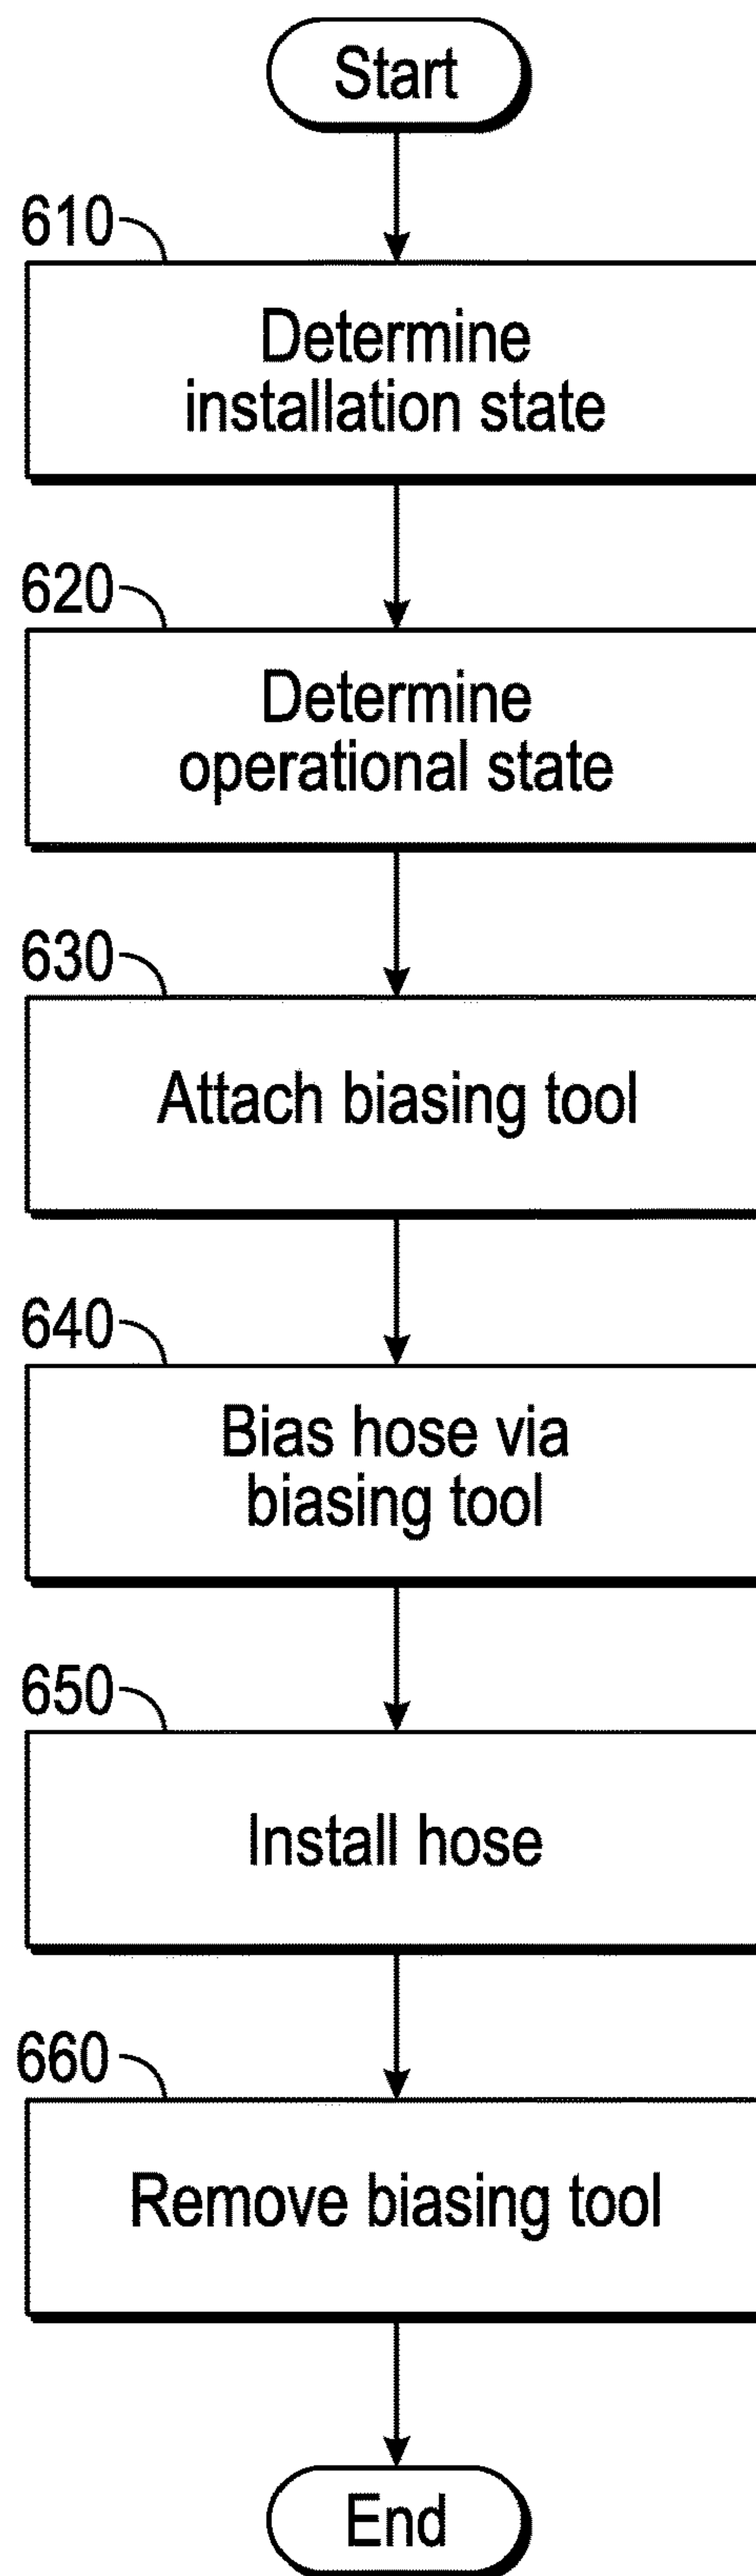 Start
610
Determine
installation state
620
Determine
operational state
630
Attach biasing tool
640
Bias hose via
biasing tool
650
Install hose
660
Remove biasing tool
End